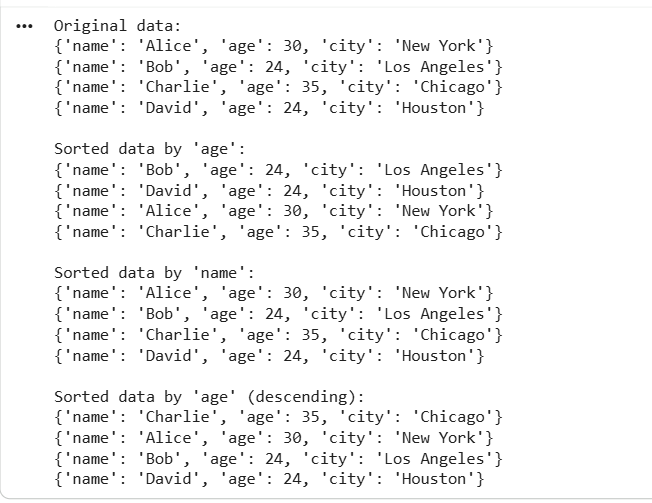 Original data:
{'name': 'Alice', 'age': 30, 'city': 'New York'}
{'name': 'Bob', 'age': 24, 'city': 'Los Angeles'}
{'name': 'Charlie', 'age': 35, 'city': 'Chicago'}
{'name': 'David', 'age': 24, 'city': 'Houston'}

Sorted data by 'age':
{'name': 'Bob', 'age': 24, 'city': 'Los Angeles'}
{'name': 'David', 'age': 24, 'city': 'Houston'}
{'name': 'Alice', 'age': 30, 'city': 'New York'}
{'name': 'Charlie', 'age': 35, 'city': 'Chicago'}

Sorted data by 'name':
{'name': 'Alice', 'age': 30, 'city': 'New York'}
{'name': 'Bob', 'age': 24, 'city': 'Los Angeles'}
{'name': 'Charlie', 'age': 35, 'city': 'Chicago'}
{'name': 'David', 'age': 24, 'city': 'Houston'}

Sorted data by 'age' (descending):
{'name': 'Charlie', 'age': 35, 'city': 'Chicago'}
{'name': 'Alice', 'age': 30, 'city': 'New York'}
{'name': 'Bob', 'age': 24, 'city': 'Los Angeles'}
{'name': 'David', 'age': 24, 'city': 'Houston'}